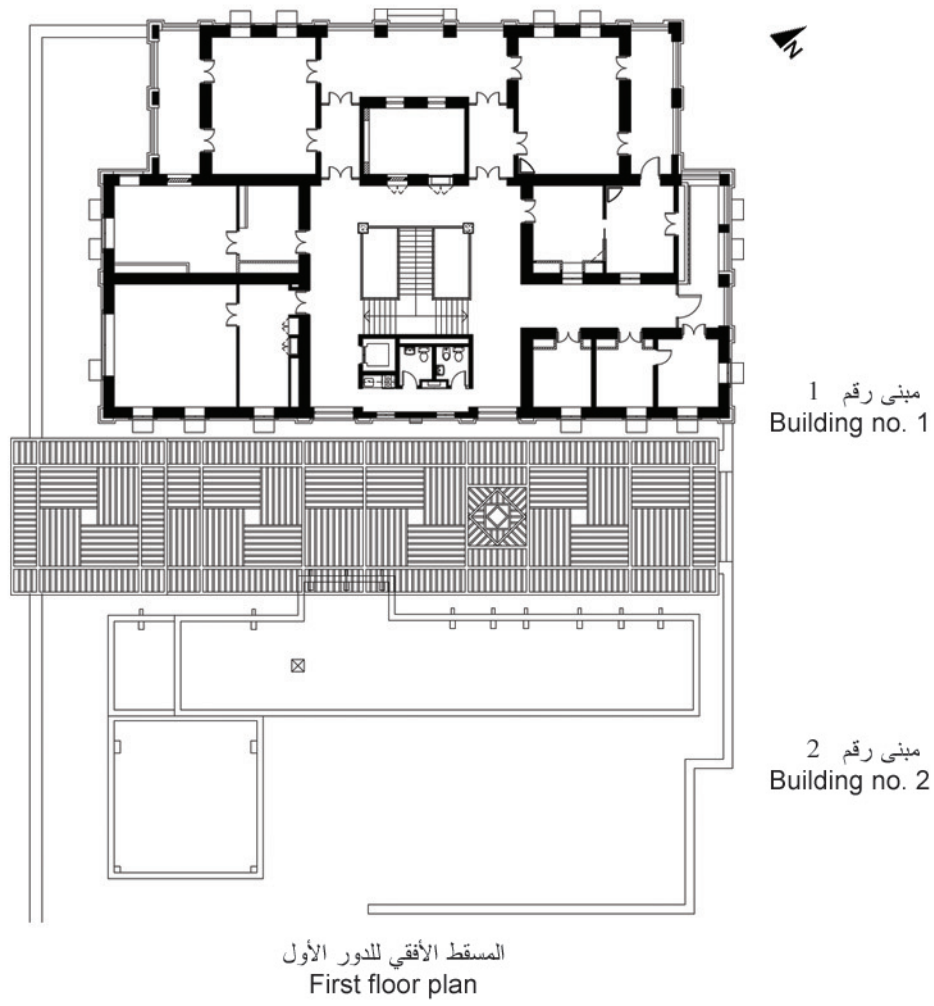 N
مبنى رقم 1
Building no. 1
مبنى رقم 2
Building no. 2
المسقط الأفقي للدور الأول
First floor plan